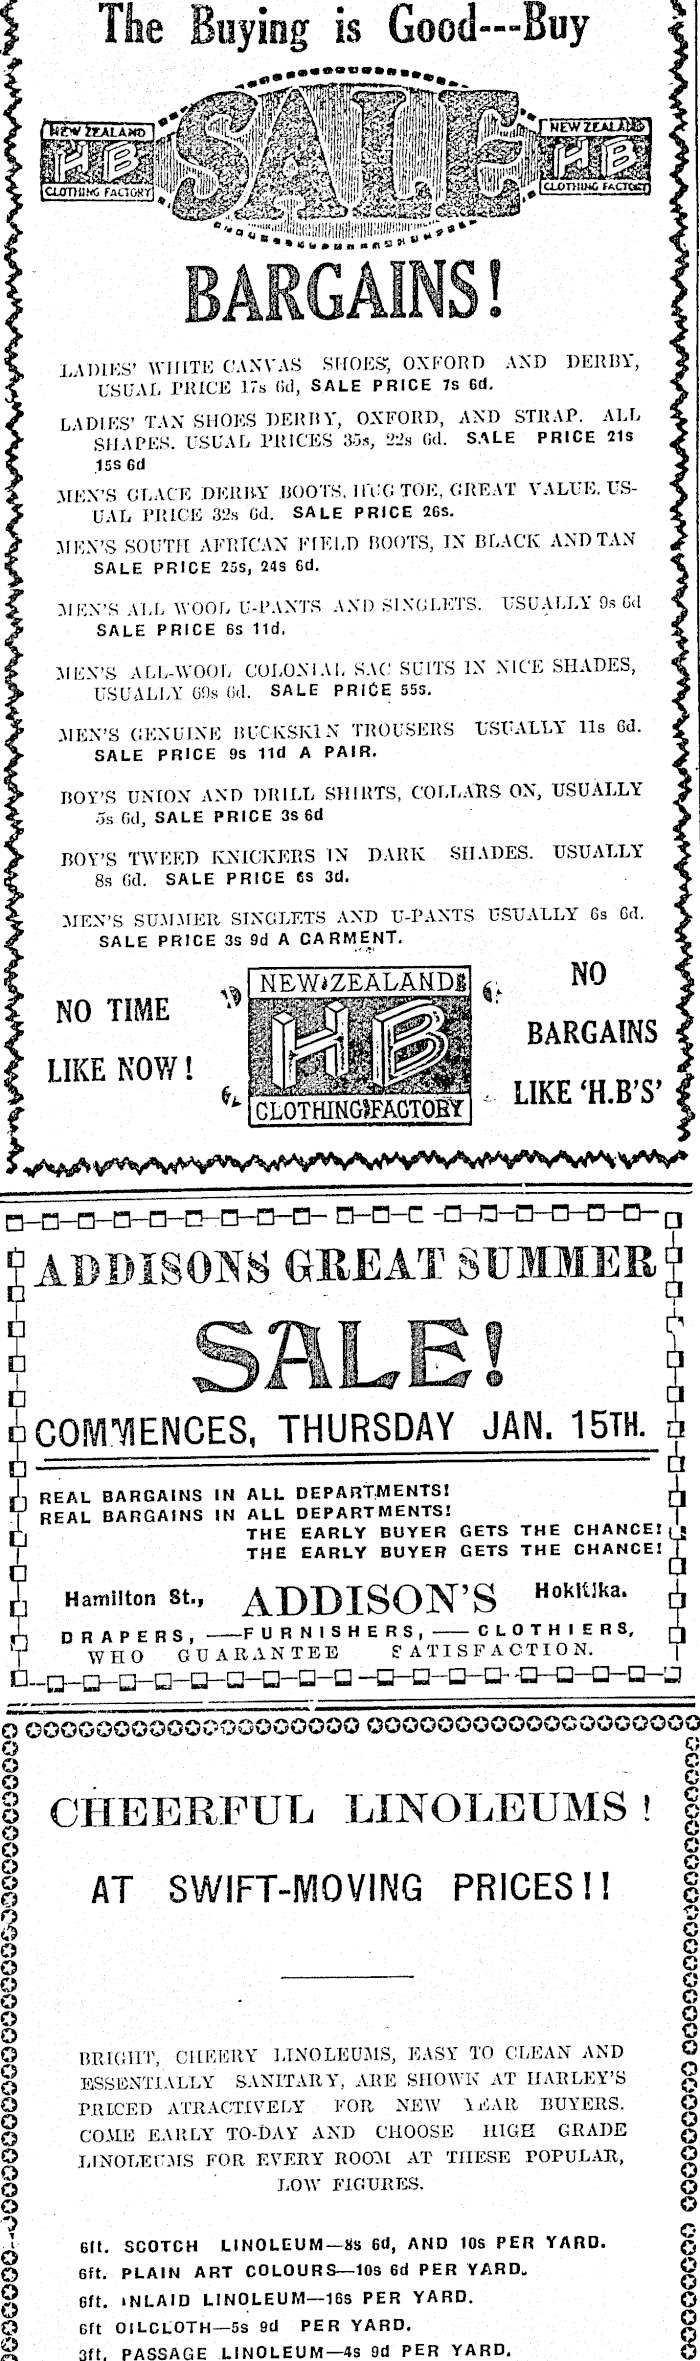 The Buying is Good---Buy
NEW ZEALAND
HB
CLOTHING FACTORY
SALE
NEW ZEALAND
HB
CLOTHING FACTORY
BARGAINS!
LADIES' WHITE CANVAS SHOES, OXFORD AND DERBY,
USUAL PRICE 17s 6d, SALE PRICE 7s 6d.
LADIES' TAN SHOES DERBY, OXFORD, AND STRAP. ALL
SHAPES. USUAL PRICES 35s, 22s 6d. SALE PRICE 21s
15s 6d
MEN'S GLACE DERBY BOOTS, HUG TOE, GREAT VALUE. US-
UAL PRICE 32s 6d. SALE PRICE 26s.
MEN'S SOUTH AFRICAN FIELD BOOTS, IN BLACK AND TAN
SALE PRICE 25s, 24s 6d.
MEN'S ALL WOOL U-PANTS AND SINGLETS. USUALLY 9s 6d
SALE PRICE 6s 11d.
MEN'S ALL-WOOL COLONIAL SAC SUITS IN NICE SHADES,
USUALLY 69s 6d. SALE PRICE 55s.
MEN'S GENUINE BUCKSKIN TROUSERS USUALLY 11s 6d.
SALE PRICE 9s 11d A PAIR.
BOY'S UNION AND DRILL SHIRTS, COLLARS ON, USUALLY
5s 6d, SALE PRICE 3s 6d
BOY'S TWEED KNICKERS IN DARK SHADES. USUALLY
8s 6d. SALE PRICE 6s 3d.
MEN'S SUMMER SINGLETS AND U-PANTS USUALLY 6s 6d.
SALE PRICE 3s 9d A CARMENT.
NO TIME
LIKE NOW!
NEW ZEALAND
HB
CLOTHING FACTORY
NO
BARGAINS
LIKE 'H.B'S'
ADDISONS GREAT SUMMER
SALE!
COMMENCES, THURSDAY JAN. 15TH.
REAL BARGAINS IN ALL DEPARTMENTS!
REAL BARGAINS IN ALL DEPARTMENTS!
THE EARLY BUYER GETS THE CHANCE!
THE EARLY BUYER GETS THE CHANCE!
Hamilton St., ADDISON'S Hokitika.
DRAPERS, —FURNISHERS, — CLOTHIERS,
WHO GUARANTEE SATISFACTION.
CHEERFUL LINOLEUMS!
AT SWIFT-MOVING PRICES!!
BRIGHT, CHEERY LINOLEUMS, EASY TO CLEAN AND
ESSENTIALLY SANITARY, ARE SHOWN AT HARLEY'S
PRICED ATRACTIVELY FOR NEW YEAR BUYERS.
COME EARLY TO-DAY AND CHOOSE HIGH GRADE
LINOLEUMS FOR EVERY ROOM AT THESE POPULAR,
LOW FIGURES.
6ft. SCOTCH LINOLEUM—8s 6d, AND 10s PER YARD.
6ft. PLAIN ART COLOURS—10s 6d PER YARD.
6ft. INLAID LINOLEUM—16s PER YARD.
6ft OILCLOTH—5s 9d PER YARD.
3ft. PASSAGE LINOLEUM—4s 9d PER YARD.